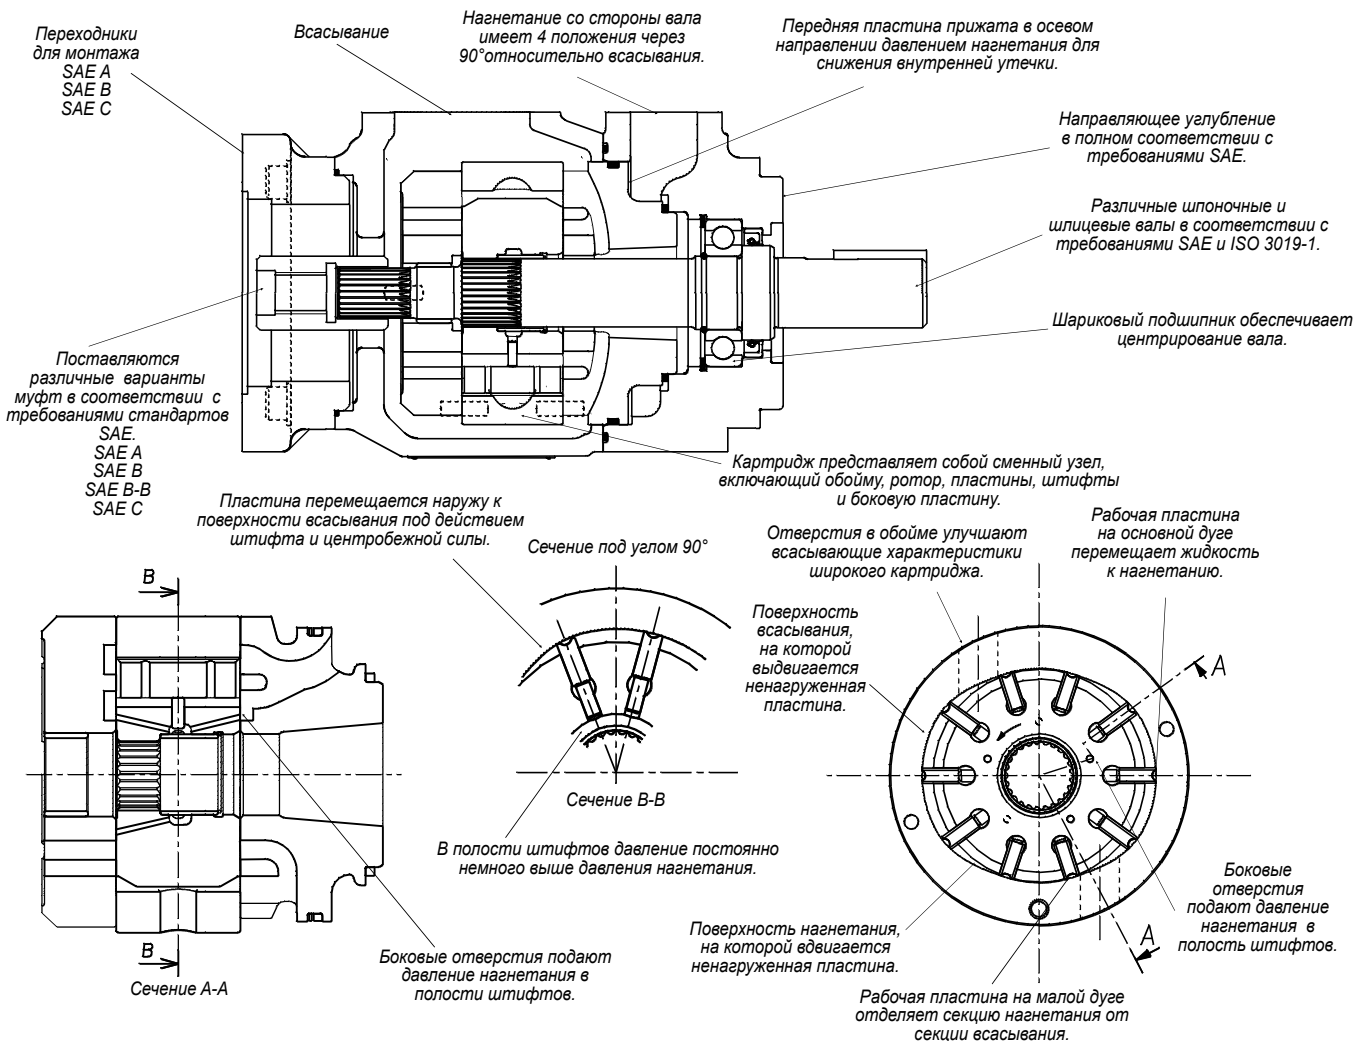 Переходники
для монтажа
SAE A
SAE B
SAE C
Всасывание
Нагнетание со стороны вала
имеет 4 положения через
90°относительно всасывания.
Передняя пластина прижата в осевом
направлении давлением нагнетания для
снижения внутренней утечки.
Направляющее углубление
в полном соответствии с
требованиями SAE.
Различные шпоночные и
шлицевые валы в соответствии с
требованиями SAE и ISO 3019-1.
Шариковый подшипник обеспечивает
центрирование вала.
Поставляются
различные варианты
муфт в соответствии с
требованиями стандартов
SAE.
SAE A
SAE B
SAE B-B
SAE C
Картридж представляет собой сменный узел,
включающий обойму, ротор, пластины, штифты
и боковую пластину.
Пластина перемещается наружу к
поверхности всасывания под действием
штифта и центробежной силы.
Сечение под углом 90°
Отверстия в обойме улучшают
всасывающие характеристики
широкого картриджа.
Рабочая пластина
на основной дуге
перемещает жидкость
к нагнетанию.
Поверхность
всасывания,
на которой
выдвигается
ненагруженная
пластина.
B
A
Сечение B-B
В полости штифтов давление постоянно
немного выше давления нагнетания.
Боковые
отверстия
подают давление
нагнетания в
полость штифтов.
Поверхность нагнетания,
на которой вдвигается
ненагруженная пластина.
A
B
Сечение A-A
Боковые отверстия подают
давление нагнетания в
полости штифтов.
Рабочая пластина на малой дуге
отделяет секцию нагнетания от
секции всасывания.